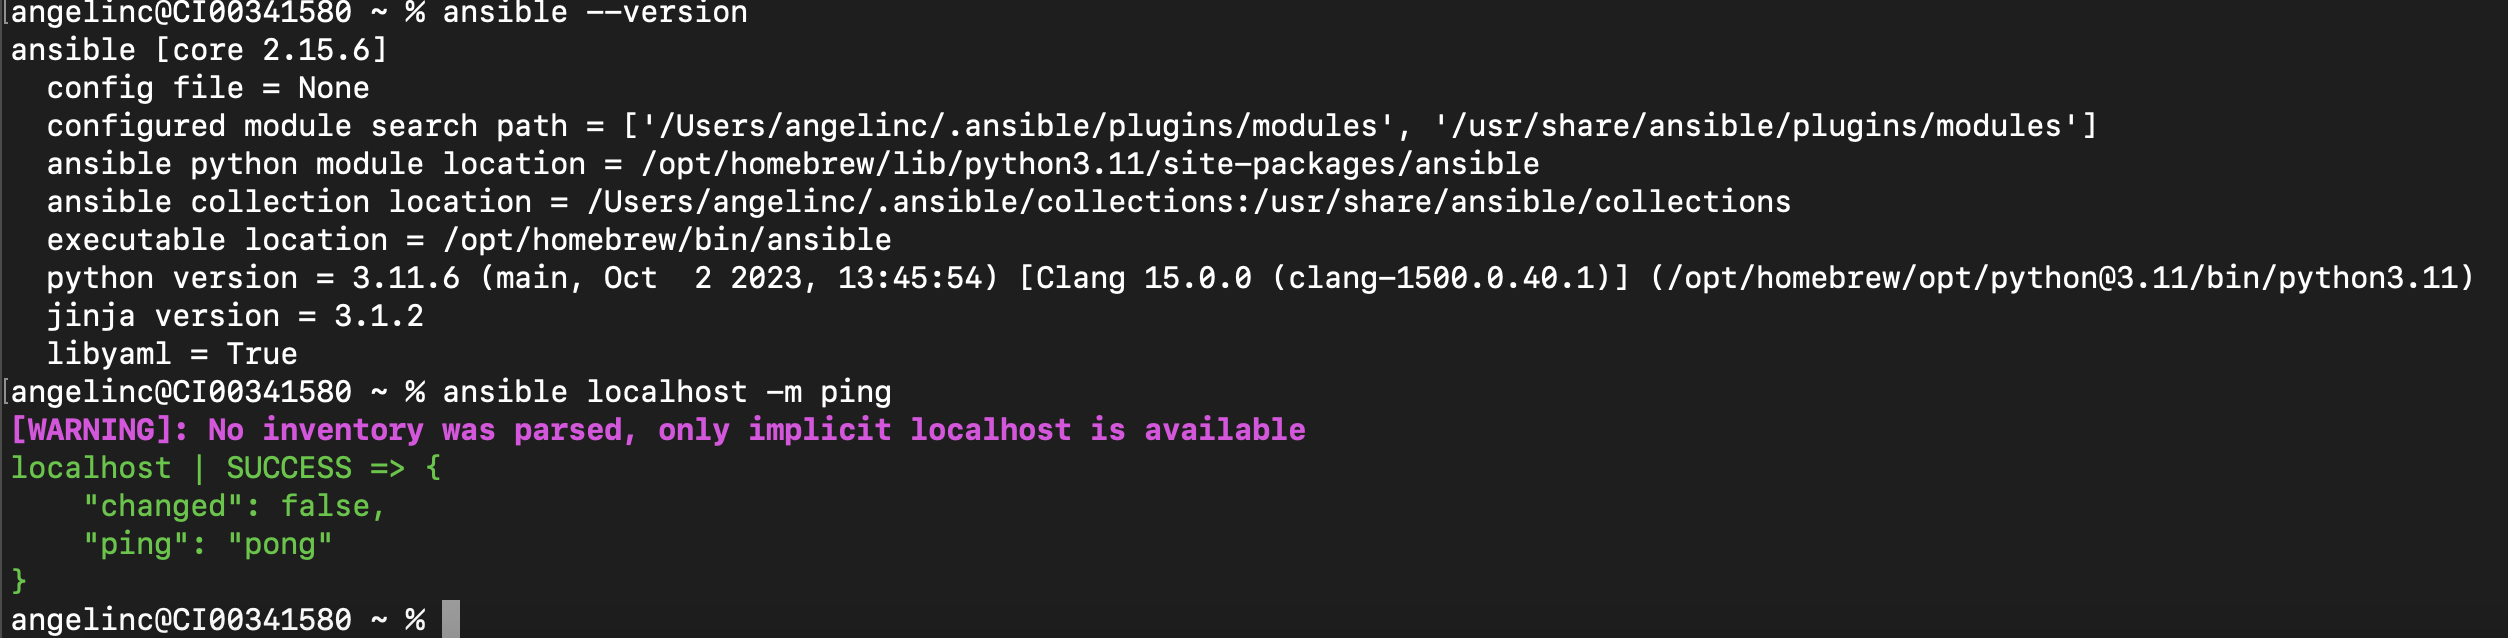 [angelinc@CI00341580 ~ % ansible --version
ansible [core 2.15.6]
  config file = None
  configured module search path = ['/Users/angelinc/.ansible/plugins/modules', '/usr/share/ansible/plugins/modules']
  ansible python module location = /opt/homebrew/lib/python3.11/site-packages/ansible
  ansible collection location = /Users/angelinc/.ansible/collections:/usr/share/ansible/collections
  executable location = /opt/homebrew/bin/ansible
  python version = 3.11.6 (main, Oct  2 2023, 13:45:54) [Clang 15.0.0 (clang-1500.0.40.1)] (/opt/homebrew/opt/python@3.11/bin/python3.11)
  jinja version = 3.1.2
  libyaml = True
[angelinc@CI00341580 ~ % ansible localhost -m ping
[WARNING]: No inventory was parsed, only implicit localhost is available
localhost | SUCCESS => {
    "changed": false,
    "ping": "pong"
}
angelinc@CI00341580 ~ %